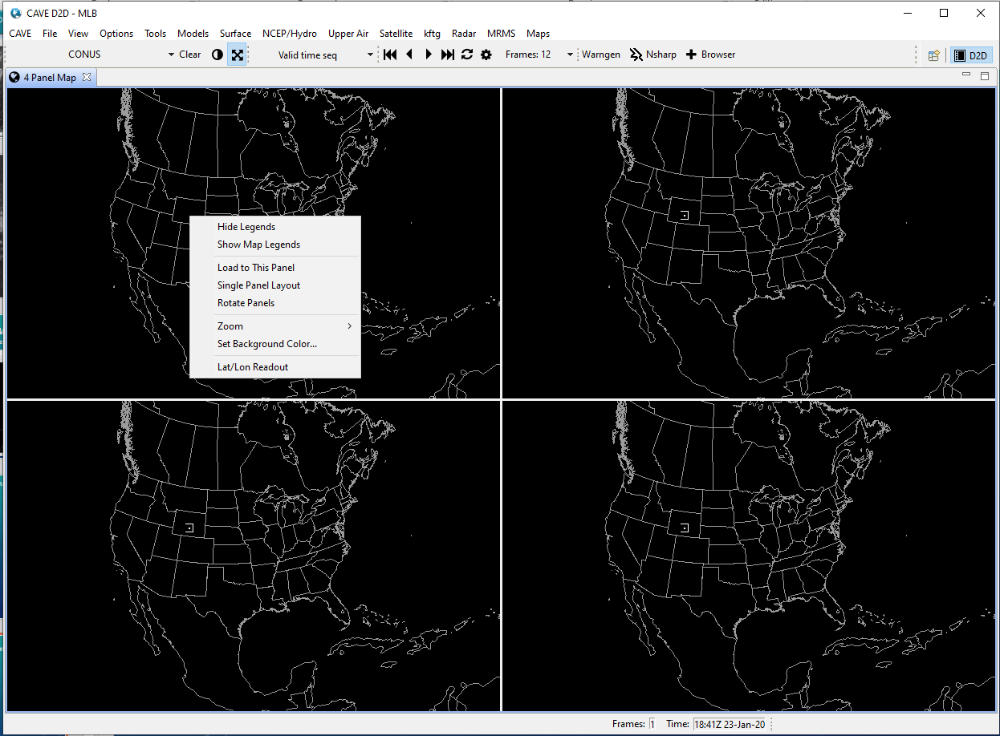 CAVE D2D - MLB
CAVE File View Options Tools Models Surface NCEP/Hydro Upper Air Satellite kftg Radar MRMS Maps
CONUS Clear Valid time seq Frames: 12 Warngen Nsharp Browser D2D
4 Panel Map
Hide Legends
Show Map Legends
Load to This Panel
Single Panel Layout
Rotate Panels
Zoom
Set Background Color...
Lat/Lon Readout
Frames: 1 Time: 18:41Z 23-Jan-20